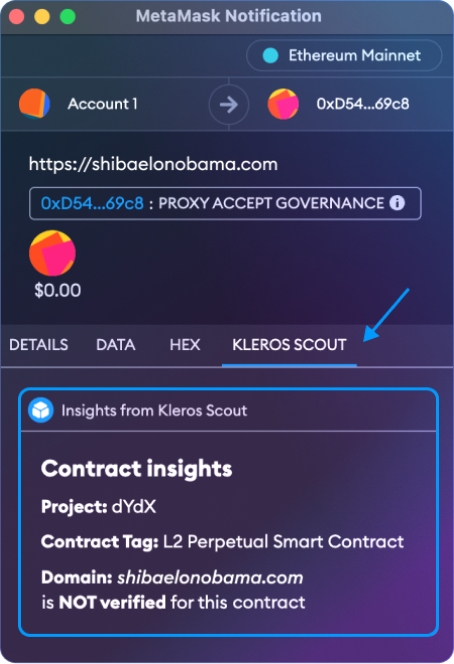 MetaMask Notification
Ethereum Mainnet
Account 1
0xD54...69c8
https://shibaelonobama.com
0xD54...69c8 : PROXY ACCEPT GOVERNANCE
$0.00
DETAILS DATA HEX KLEROS SCOUT
Insights from Kleros Scout
Contract insights
Project: dYdX
Contract Tag: L2 Perpetual Smart Contract
Domain: shibaelonobama.com
is NOT verified for this contract